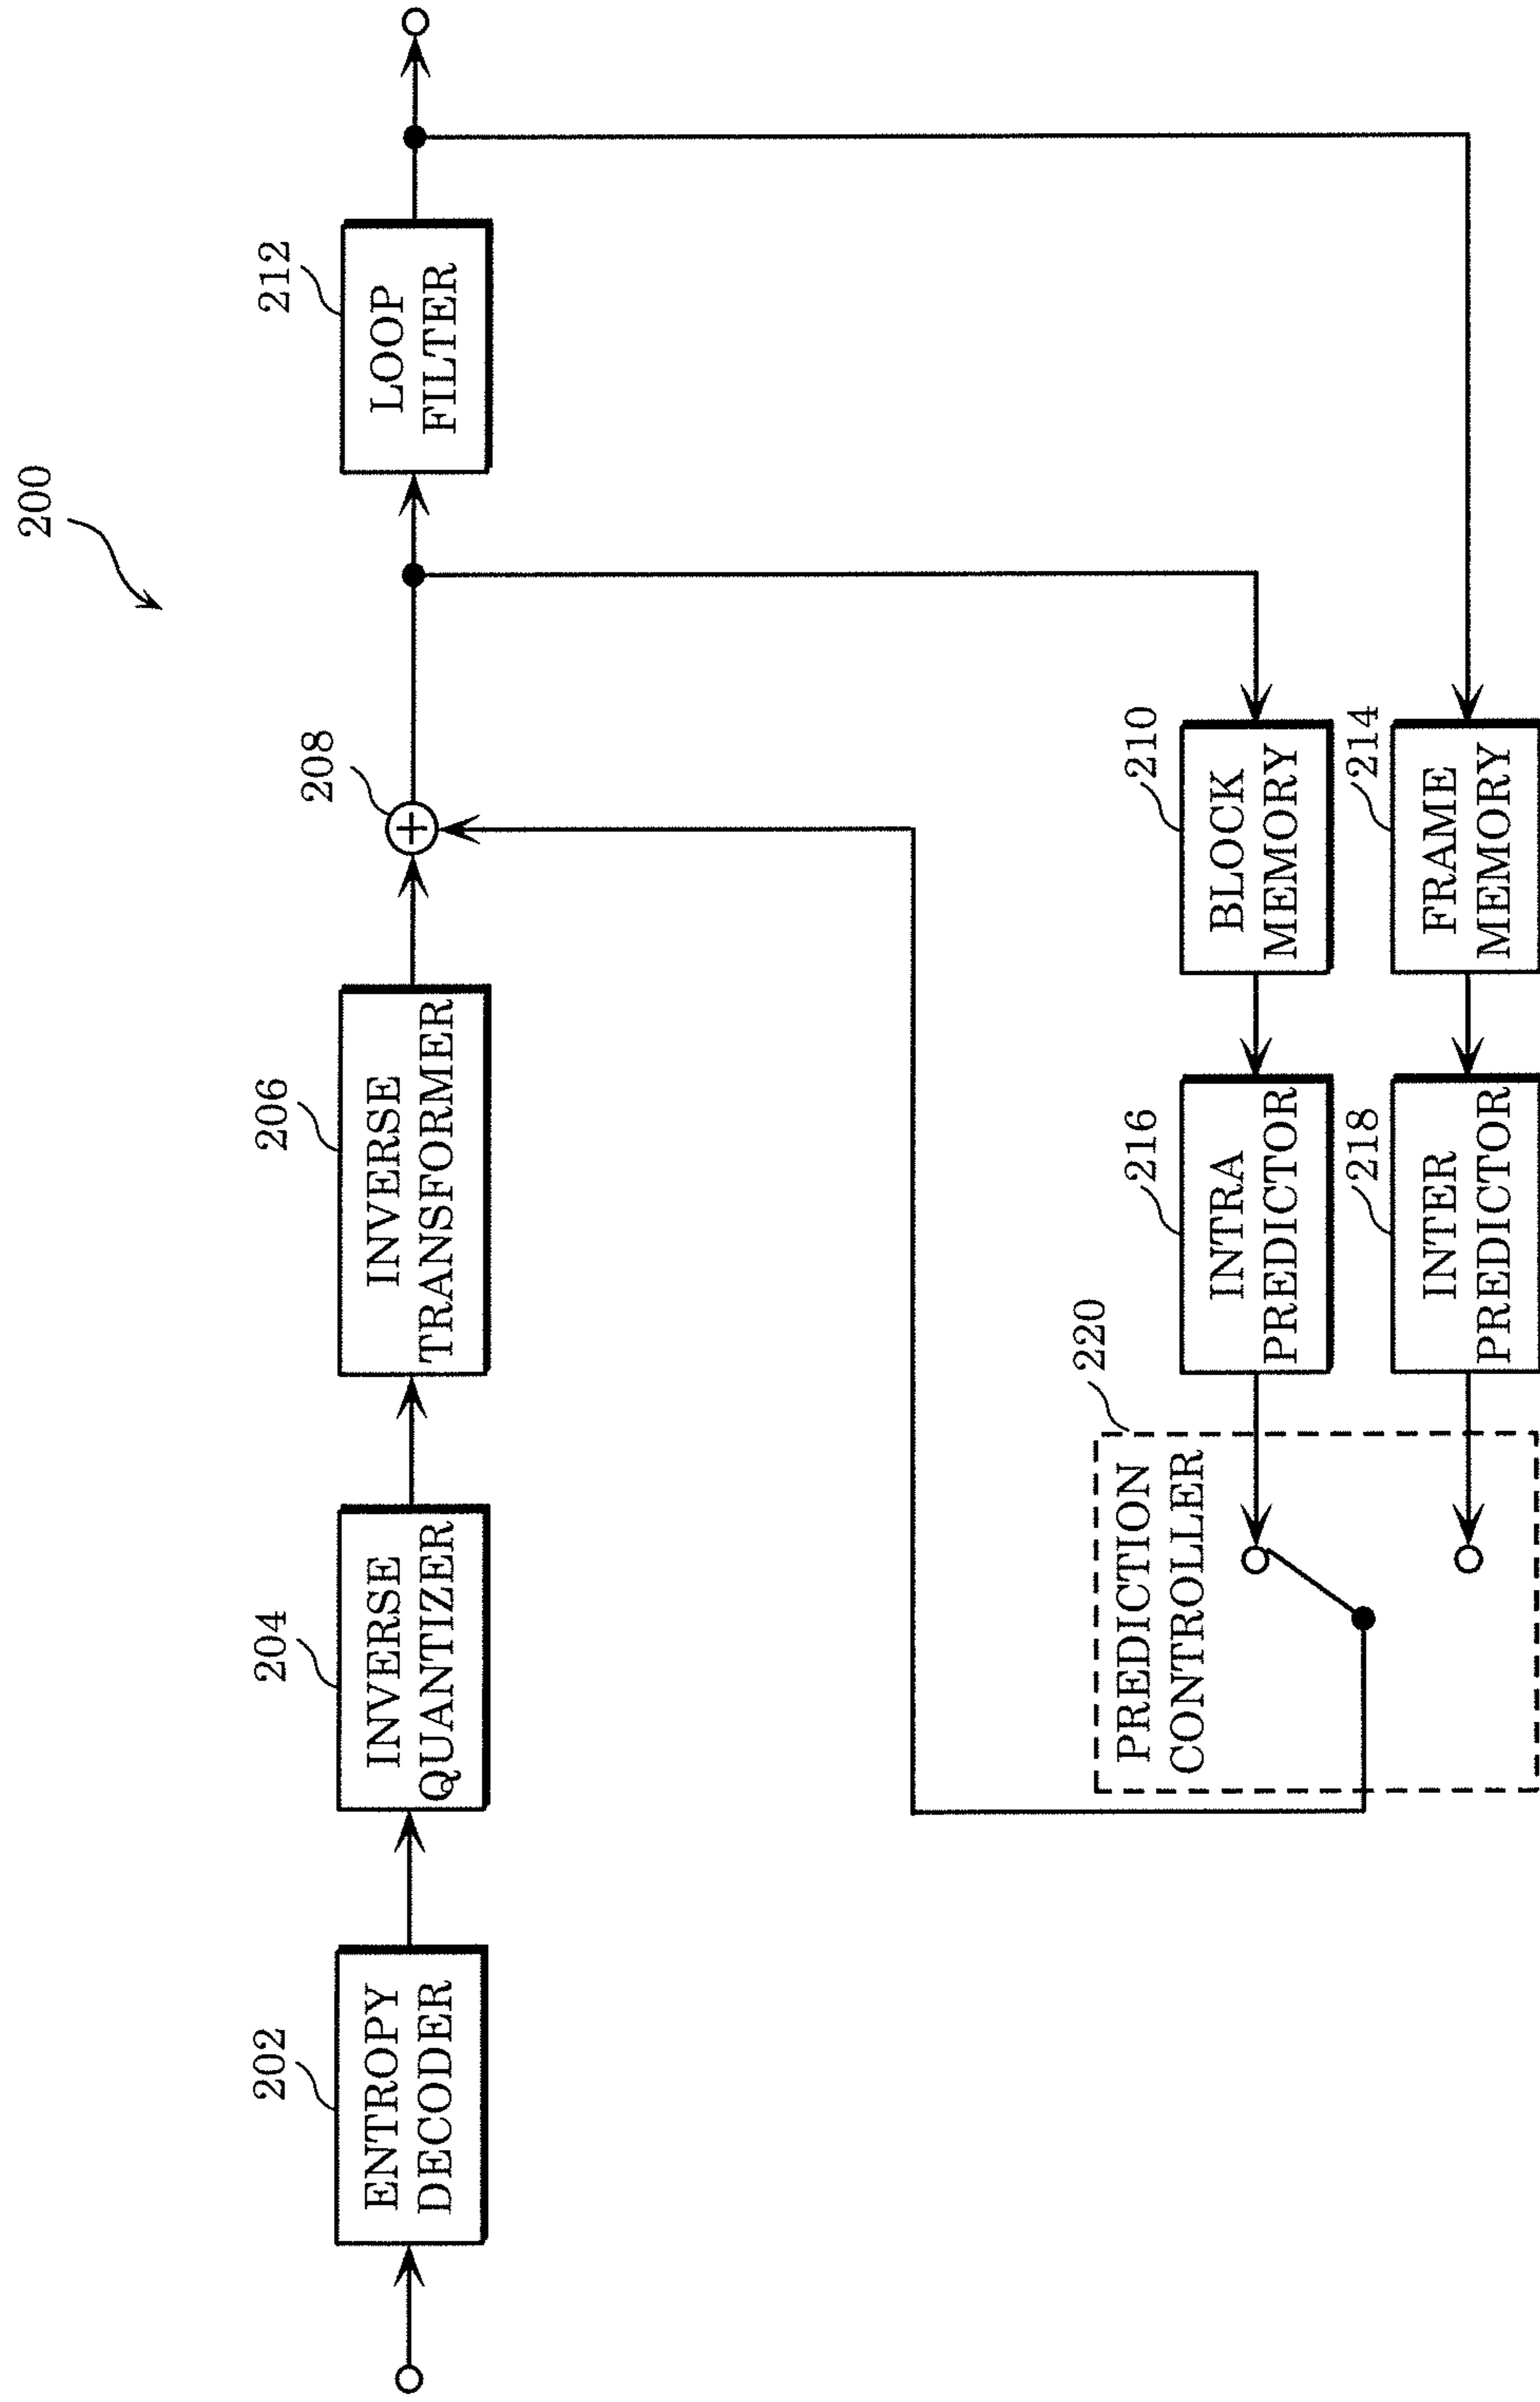 200
202
ENTROPY
DECODER
204
INVERSE
QUANTIZER
206
INVERSE
TRANSFORMER
208
+
212
LOOP
FILTER
220
PREDICTION
CONTROLLER
216
INTRA
PREDICTOR
210
BLOCK
MEMORY
218
INTER
PREDICTOR
214
FRAME
MEMORY